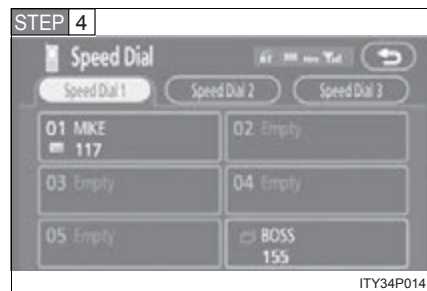 STEP 4
Speed Dial
Speed Dial 1 Speed Dial 2 Speed Dial 3
01 MIKE
117
02 Empty
03 Empty
04 Empty
05 Empty
BOSS
155
ITY34P014